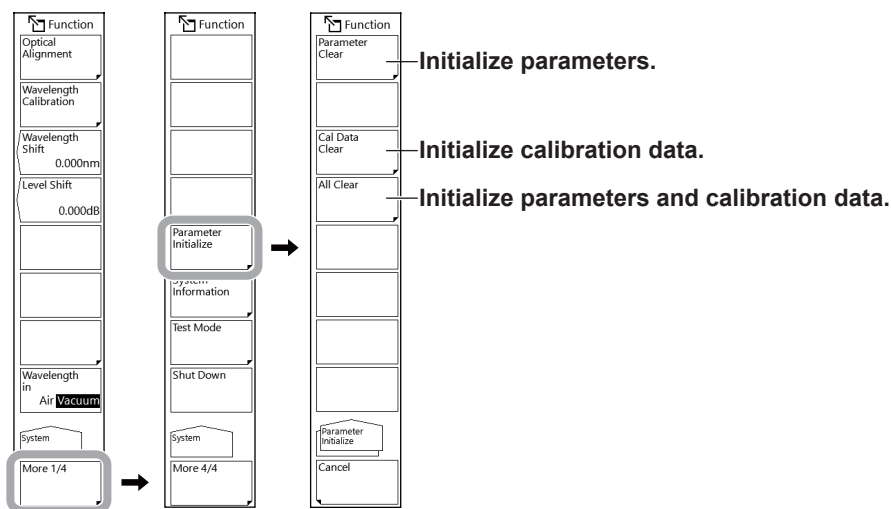 Function
Optical
Alignment
Wavelength
Calibration
Wavelength
Shift
0.000nm
Level Shift
0.000dB
Wavelength
in
Air Vacuum
System
More 1/4
Function
Parameter
Initialize
System
Information
Test Mode
Shut Down
System
More 4/4
Function
Parameter
Clear
Initialize parameters.
Cal Data
Clear
Initialize calibration data.
All Clear
Initialize parameters and calibration data.
Parameter
Initialize
Cancel